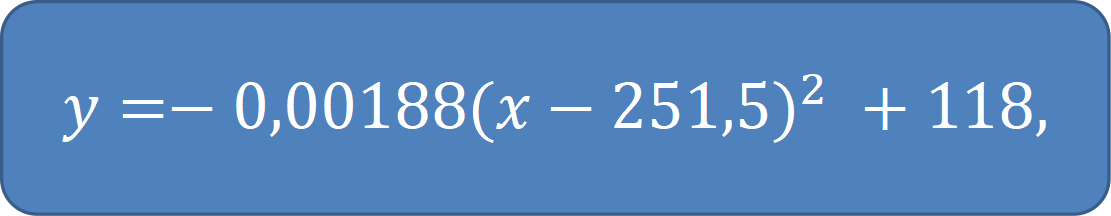 y =− 0,00188(x − 251,5)² + 118,